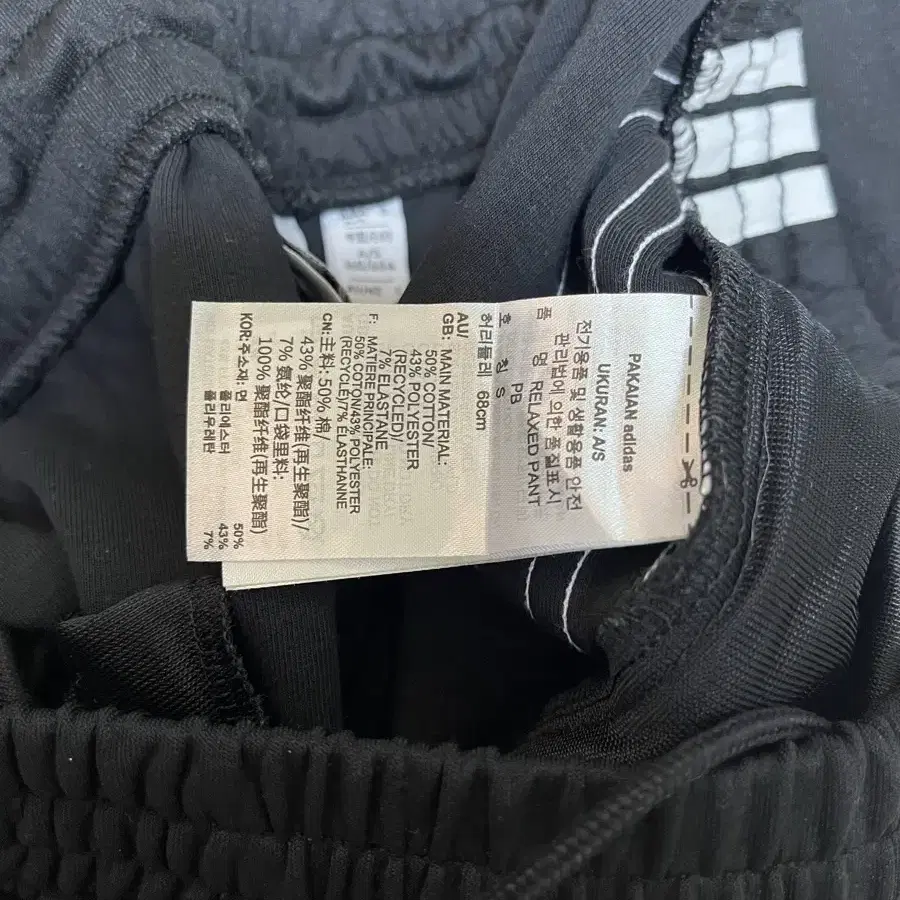 PAKAIAN adidas
UKURAN: A/S
전기용품 및 생활용품 안전
관리법에 의한 품질표시
품 명 RELAXED PANT
PB
호 칭 S
허리둘레 68cm
AU/
GB: MAIN MATERIAL:
50% COTTON/
43% POLYESTER
(RECYCLED)/
7% ELASTANE
F: MATIERE PRINCIPALE:
50% COTON/43% POLYESTER
(RECYCLE)/7% ÉLASTHANNE
CN:主料: 50% 棉/
43% 聚酯纤维(再生聚酯)/
7% 氨纶/口袋里料:
100% 聚酯纤维(再生聚酯)
KOR:주소재: 면 50%
폴리에스터 43%
폴리우레탄 7%